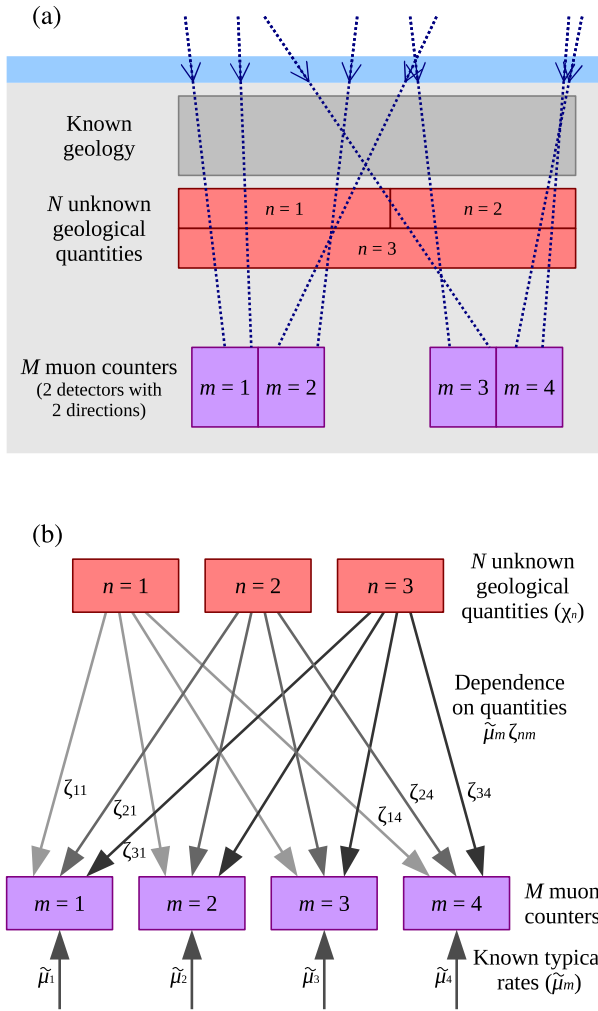 (a)
Known
geology
N unknown
geological
quantities
n = 1
n = 2
n = 3
M muon counters
(2 detectors with
2 directions)
m = 1
m = 2
m = 3
m = 4
(b)
n = 1
n = 2
n = 3
N unknown
geological
quantities (χn)
Dependence
on quantities
μ̃m ζnm
ζ11
ζ21
ζ31
ζ14
ζ24
ζ34
m = 1
m = 2
m = 3
m = 4
M muon
counters
μ̃1
μ̃2
μ̃3
μ̃4
Known typica
rates (μ̃m)